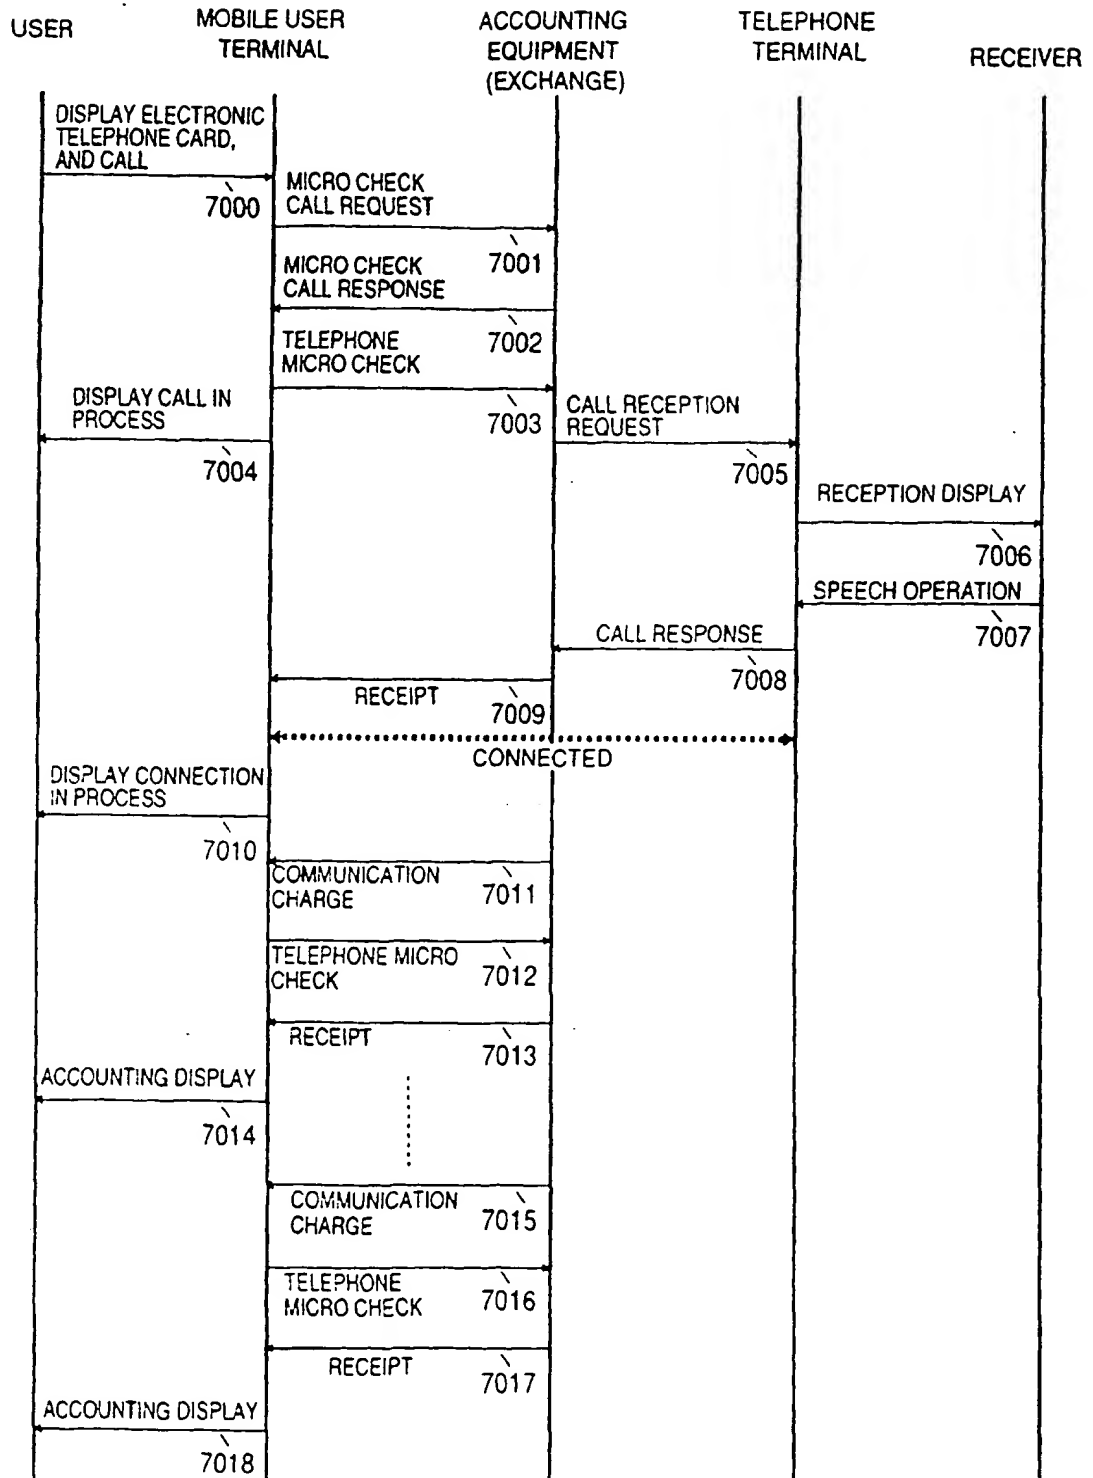 USER
MOBILE USER
TERMINAL
ACCOUNTING
EQUIPMENT
(EXCHANGE)
TELEPHONE
TERMINAL
RECEIVER
DISPLAY ELECTRONIC
TELEPHONE CARD,
AND CALL
7000
MICRO CHECK
CALL REQUEST
7001
MICRO CHECK
CALL RESPONSE
7002
TELEPHONE
MICRO CHECK
7003
DISPLAY CALL IN
PROCESS
7004
CALL RECEPTION
REQUEST
7005
RECEPTION DISPLAY
7006
SPEECH OPERATION
7007
CALL RESPONSE
7008
RECEIPT
7009
CONNECTED
DISPLAY CONNECTION
IN PROCESS
7010
COMMUNICATION
CHARGE
7011
TELEPHONE MICRO
CHECK
7012
RECEIPT
7013
ACCOUNTING DISPLAY
7014
COMMUNICATION
CHARGE
7015
TELEPHONE
MICRO CHECK
7016
RECEIPT
7017
ACCOUNTING DISPLAY
7018